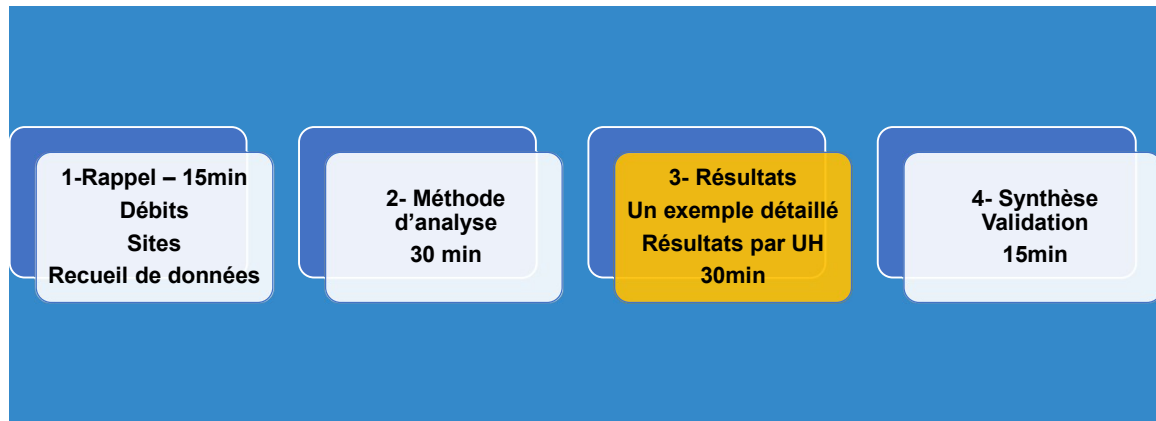 1-Rappel – 15min
Débits
Sites
Recueil de données
2- Méthode
d'analyse
30 min
3- Résultats
Un exemple détaillé
Résultats par UH
30min
4- Synthèse
Validation
15min